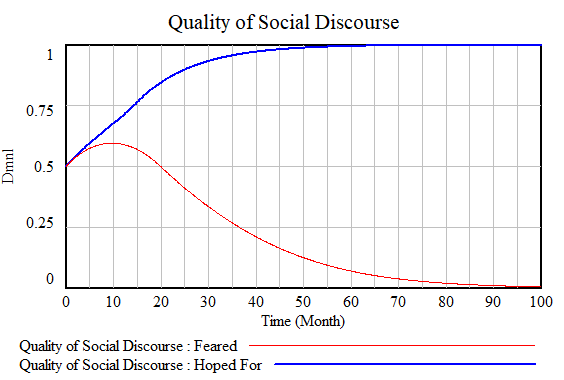 Quality of Social Discourse
1
0.75
0.5
0.25
0
Dmnl
0 10 20 30 40 50 60 70 80 90 100
Time (Month)
Quality of Social Discourse : Feared
Quality of Social Discourse : Hoped For